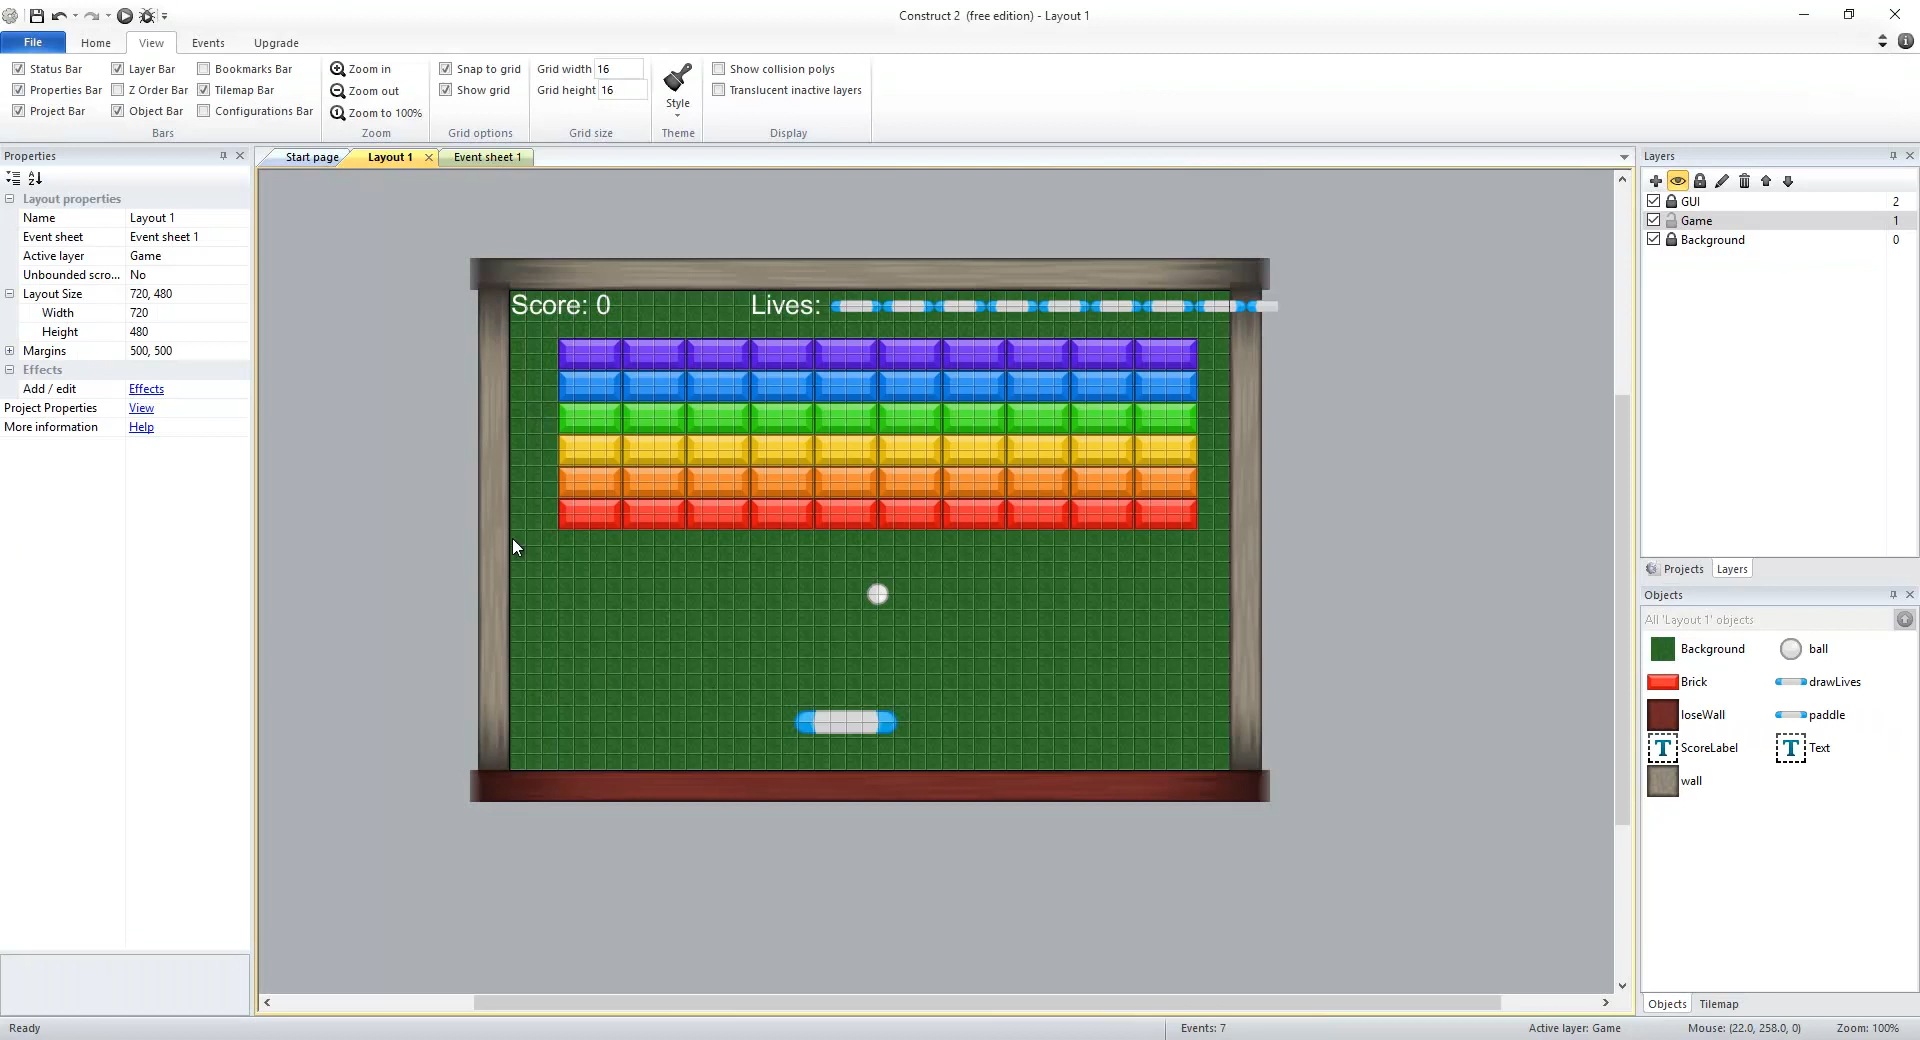 Construct 2 (free edition) - Layout 1
File Home View Events Upgrade
Status Bar Layer Bar Bookmarks Bar Zoom in Snap to grid Grid width 16 Show collision polys
Properties Bar Z Order Bar Tilemap Bar Zoom out Show grid Grid height 16 Translucent inactive layers
Project Bar Object Bar Configurations Bar Zoom to 100% Style
Bars Zoom Grid options Grid size Theme Display
Properties
Start page Layout 1 Event sheet 1
Layers
Layout properties
Name Layout 1
Event sheet Event sheet 1
Active layer Game
Unbounded scro... No
Layout Size 720, 480
Width 720
Height 480
Margins 500, 500
Effects
Add / edit Effects
Project Properties View
More information Help
Score: 0 Lives:
GUI 2
Game 1
Background 0
Projects Layers
Objects
All 'Layout 1' objects
Background ball
Brick drawLives
loseWall paddle
T ScoreLabel T Text
wall
Objects Tilemap
Ready Events: 7 Active layer: Game Mouse: (22.0, 258.0, 0) Zoom: 100%